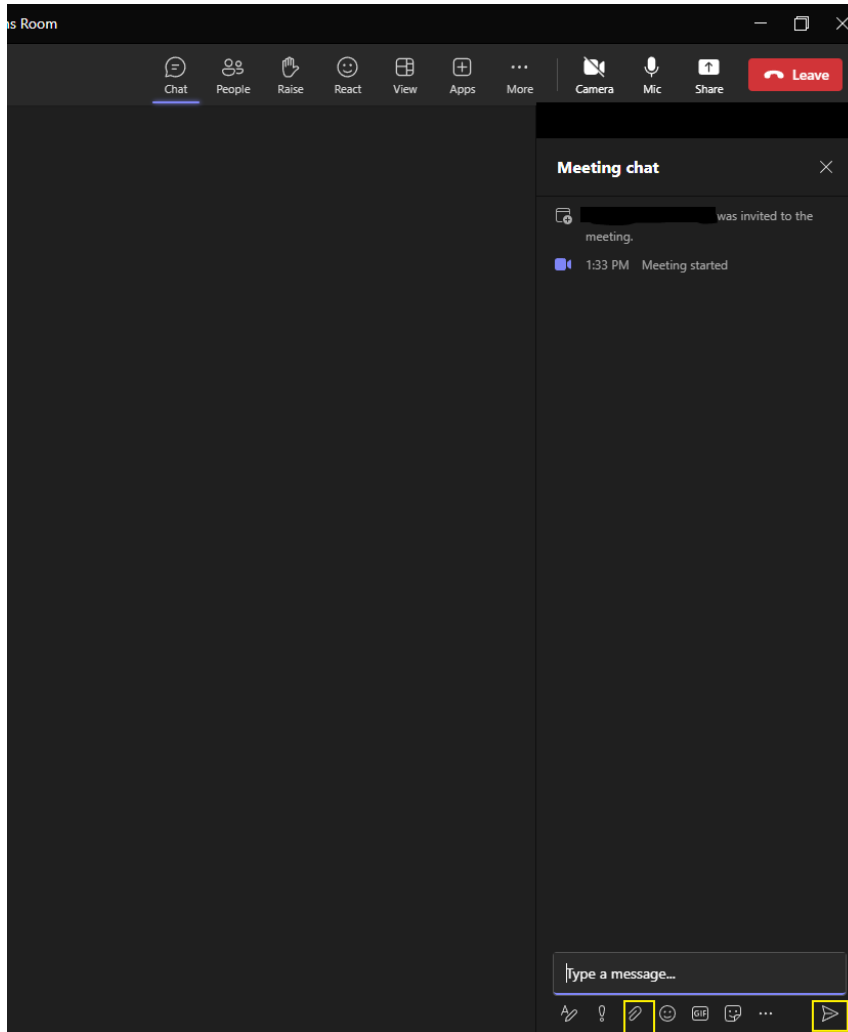 ns Room
Chat People Raise React View Apps More Camera Mic Share Leave
Meeting chat
was invited to the
meeting.
1:33 PM Meeting started
Type a message...
GIF